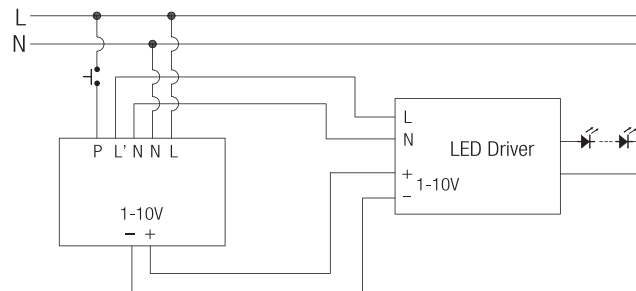 L
N
P L' N N L
1-10V
− +
L
N
LED Driver
+
1-10V
−